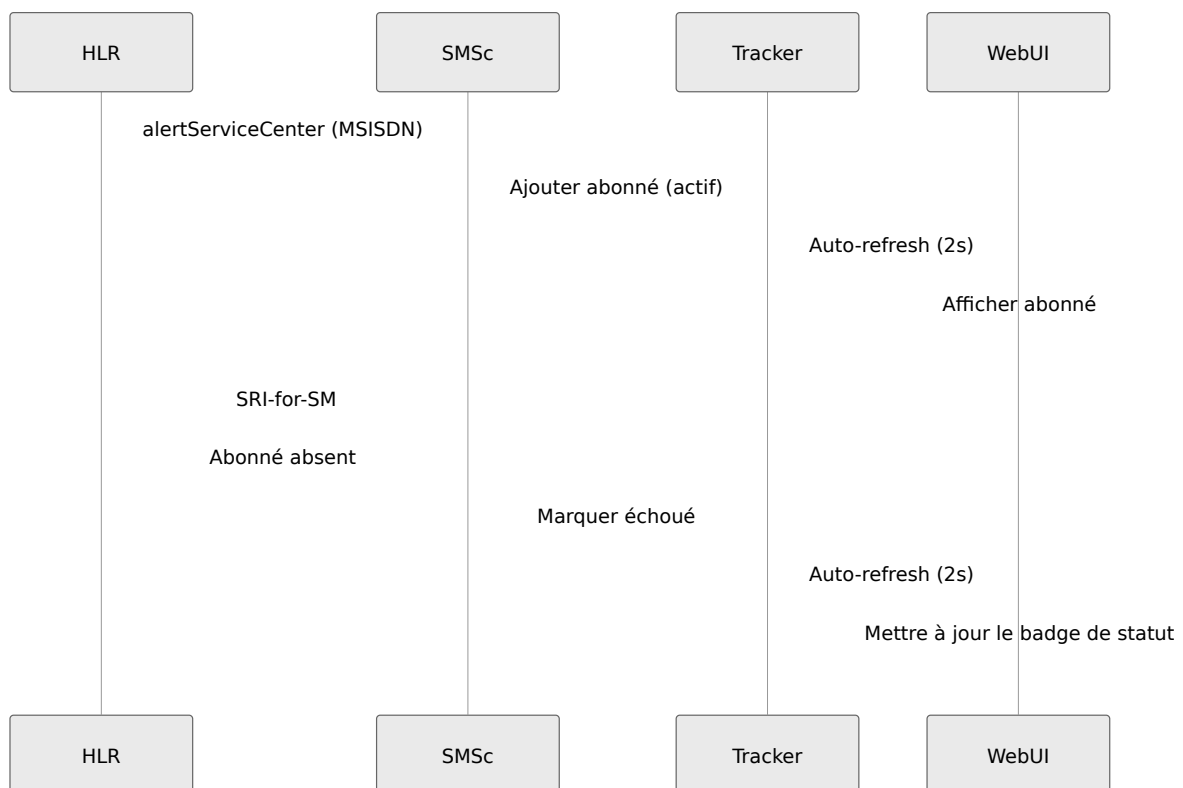 HLR
SMSc
Tracker
WebUI
alertServiceCenter (MSISDN)
Ajouter abonné (actif)
Auto-refresh (2s)
Afficher abonné
SRI-for-SM
Abonné absent
Marquer échoué
Auto-refresh (2s)
Mettre à jour le badge de statut
HLR
SMSc
Tracker
WebUI